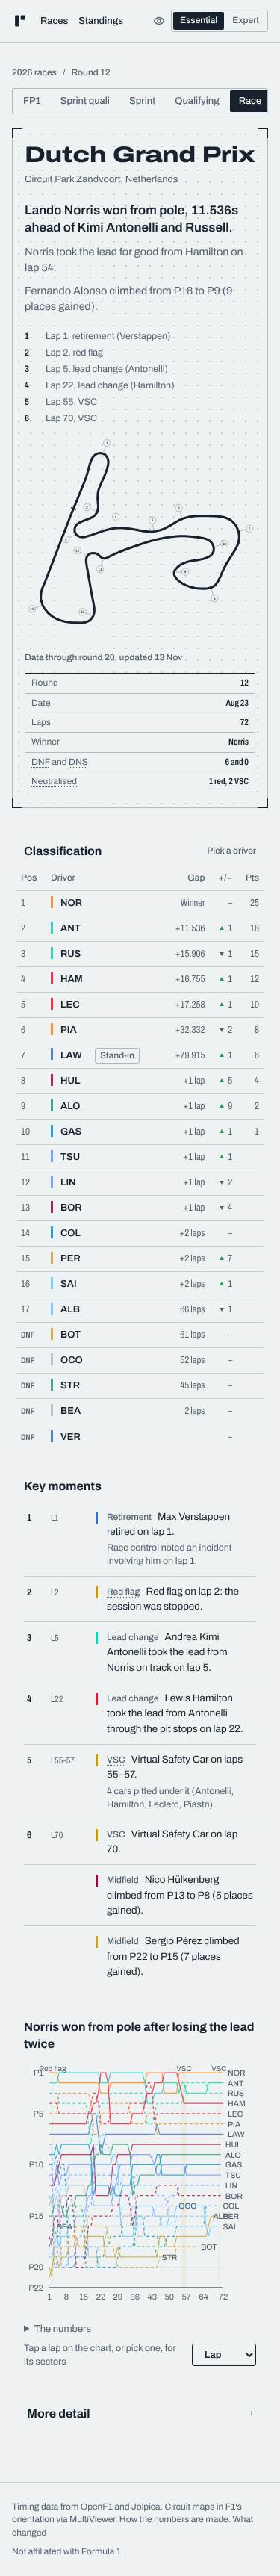 Races Standings Essential Expert
2026 races / Round 12
FP1 Sprint quali Sprint Qualifying Race
Dutch Grand Prix
Circuit Park Zandvoort, Netherlands
Lando Norris won from pole, 11.536s
ahead of Kimi Antonelli and Russell.
Norris took the lead for good from Hamilton on
lap 54.
Fernando Alonso climbed from P18 to P9 (9
places gained).
1 Lap 1, retirement (Verstappen)
2 Lap 2, red flag
3 Lap 5, lead change (Antonelli)
4 Lap 22, lead change (Hamilton)
5 Lap 55, VSC
6 Lap 70, VSC
Data through round 20, updated 13 Nov
Round 12
Date Aug 23
Laps 72
Winner Norris
DNF and DNS 6 and 0
Neutralised 1 red, 2 VSC
Classification Pick a driver
Pos Driver Gap +/− Pts
1 NOR Winner – 25
2 ANT +11.536 ▲ 1 18
3 RUS +15.906 ▼ 1 15
4 HAM +16.755 ▲ 1 12
5 LEC +17.258 ▲ 1 10
6 PIA +32.332 ▼ 2 8
7 LAW Stand-in +79.915 ▲ 1 6
8 HUL +1 lap ▲ 5 4
9 ALO +1 lap ▲ 9 2
10 GAS +1 lap ▲ 1 1
11 TSU +1 lap ▲ 1
12 LIN +1 lap ▼ 2
13 BOR +1 lap ▼ 4
14 COL +2 laps –
15 PER +2 laps ▲ 7
16 SAI +2 laps ▲ 1
17 ALB 66 laps ▼ 1
DNF BOT 61 laps –
DNF OCO 52 laps –
DNF STR 45 laps –
DNF BEA 2 laps –
DNF VER –
Key moments
1 L1 Retirement Max Verstappen
retired on lap 1.
Race control noted an incident
involving him on lap 1.
2 L2 Red flag Red flag on lap 2: the
session was stopped.
3 L5 Lead change Andrea Kimi
Antonelli took the lead from
Norris on track on lap 5.
4 L22 Lead change Lewis Hamilton
took the lead from Antonelli
through the pit stops on lap 22.
5 L55–57 VSC Virtual Safety Car on laps
55–57.
4 cars pitted under it (Antonelli,
Hamilton, Leclerc, Piastri).
6 L70 VSC Virtual Safety Car on lap
70.
Midfield Nico Hülkenberg
climbed from P13 to P8 (5 places
gained).
Midfield Sergio Pérez climbed
from P22 to P15 (7 places
gained).
Norris won from pole after losing the lead
twice
Red flag VSC VSC
P1 NOR
ANT
RUS
HAM
P5 LEC
PIA
LAW
HUL
ALO
P10 GAS
TSU
LIN
BOR
OCO COL
P15 ALB PER
BEA SAI
BOT
STR
P20
P22
1 8 15 22 29 36 43 50 57 64 72
▶ The numbers
Tap a lap on the chart, or pick one, for
its sectors
Lap
More detail ›
Timing data from OpenF1 and Jolpica. Circuit maps in F1's
orientation via MultiViewer. How the numbers are made. What
changed
Not affiliated with Formula 1.